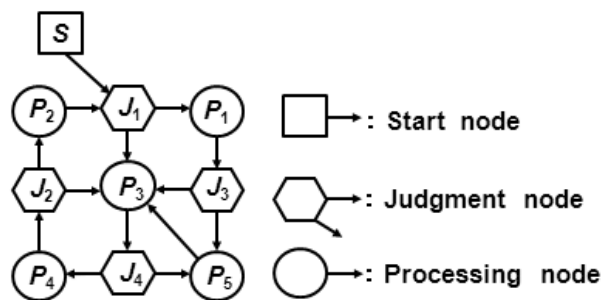 S
P2 J1 P1
: Start node
J2 P3 J3
: Judgment node
P4 J4 P5
: Processing node